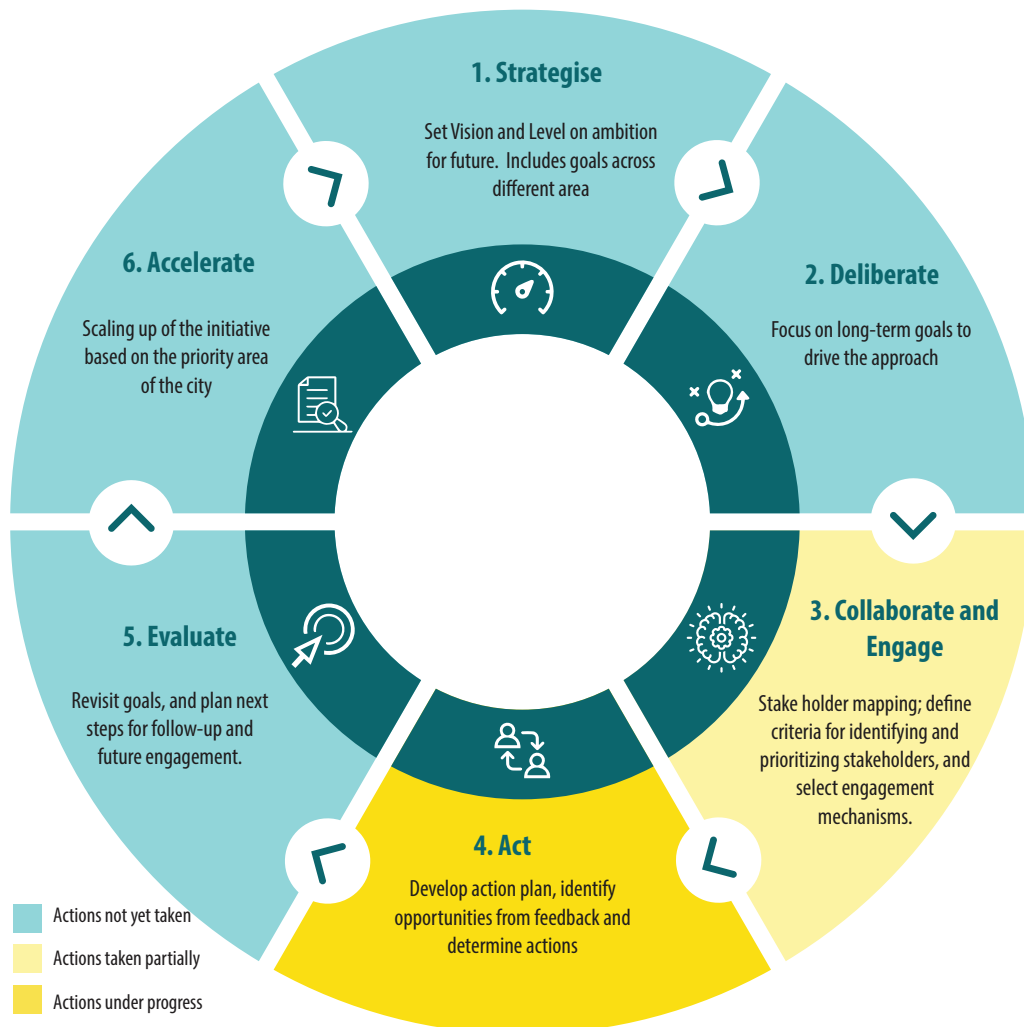 1. Strategise
Set Vision and Level on ambition
for future.  Includes goals across
different area
2. Deliberate
Focus on long-term goals to
drive the approach
3. Collaborate and
Engage
Stake holder mapping; define
criteria for identifying and
prioritizing stakeholders, and
select engagement
mechanisms.
4. Act
Develop action plan, identify
opportunities from feedback and
determine actions
5. Evaluate
Revisit goals, and plan next
steps for follow-up and
future engagement.
6. Accelerate
Scaling up of the initiative
based on the priority area
of the city
Actions not yet taken
Actions taken partially
Actions under progress